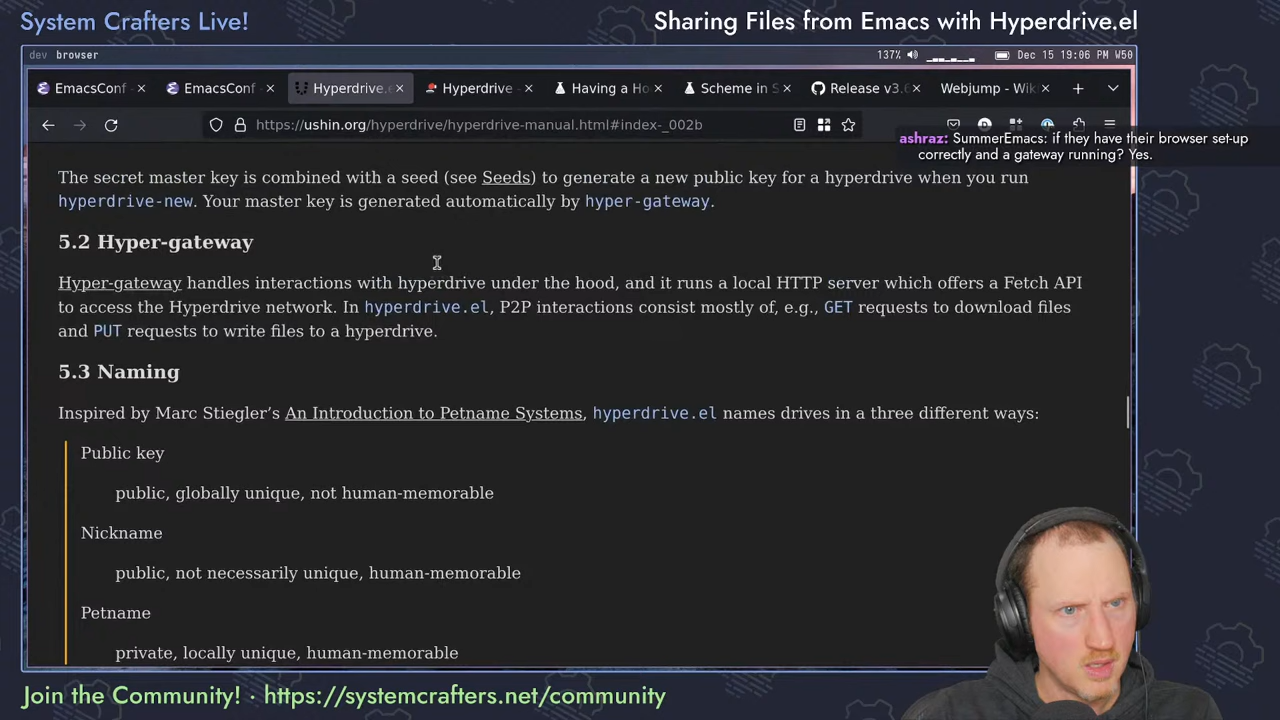 System Crafters Live!
Sharing Files from Emacs with Hyperdrive.el
dev browser
137%
Dec 15 19:06 PM W50
EmacsConf
EmacsConf
Hyperdrive.e
Hyperdrive
Having a Ho
Scheme in S
Release v3.6
Webjump - Wiki
https://ushin.org/hyperdrive/hyperdrive-manual.html#index-_002b
ashraz: SummerEmacs: if they have their browser set-up
correctly and a gateway running? Yes.
The secret master key is combined with a seed (see Seeds) to generate a new public key for a hyperdrive when you run
hyperdrive-new. Your master key is generated automatically by hyper-gateway.
5.2 Hyper-gateway
Hyper-gateway handles interactions with hyperdrive under the hood, and it runs a local HTTP server which offers a Fetch API
to access the Hyperdrive network. In hyperdrive.el, P2P interactions consist mostly of, e.g., GET requests to download files
and PUT requests to write files to a hyperdrive.
5.3 Naming
Inspired by Marc Stiegler’s An Introduction to Petname Systems, hyperdrive.el names drives in a three different ways:
Public key
public, globally unique, not human-memorable
Nickname
public, not necessarily unique, human-memorable
Petname
private, locally unique, human-memorable
Join the Community! · https://systemcrafters.net/community